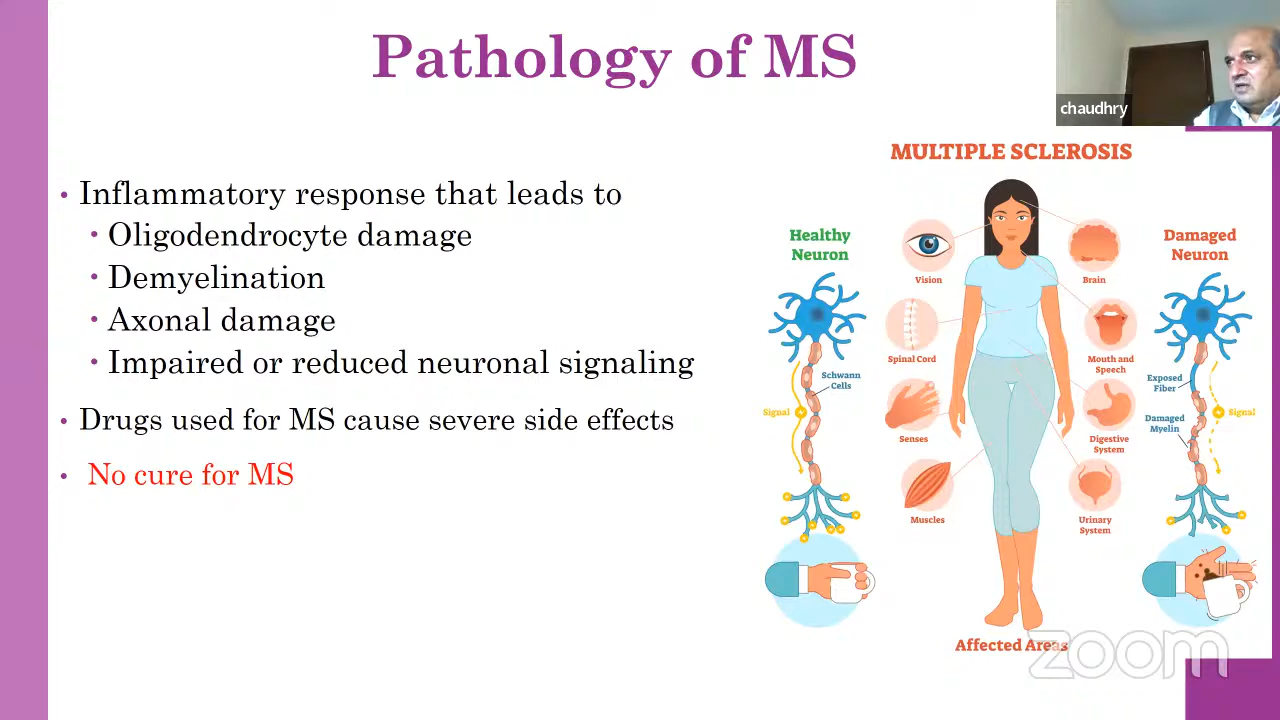 Pathology of MS
chaudhry
• Inflammatory response that leads to
• Oligodendrocyte damage
• Demyelination
• Axonal damage
• Impaired or reduced neuronal signaling
• Drugs used for MS cause severe side effects
• No cure for MS
MULTIPLE SCLEROSIS
Healthy
Neuron
Schwann
Cells
Signal
Vision
Spinal Cord
Senses
Muscles
Brain
Mouth and
Speech
Digestive
System
Urinary
System
Damaged
Neuron
Exposed
Fiber
Damaged
Myelin
Signal
Affected Areas
zoom